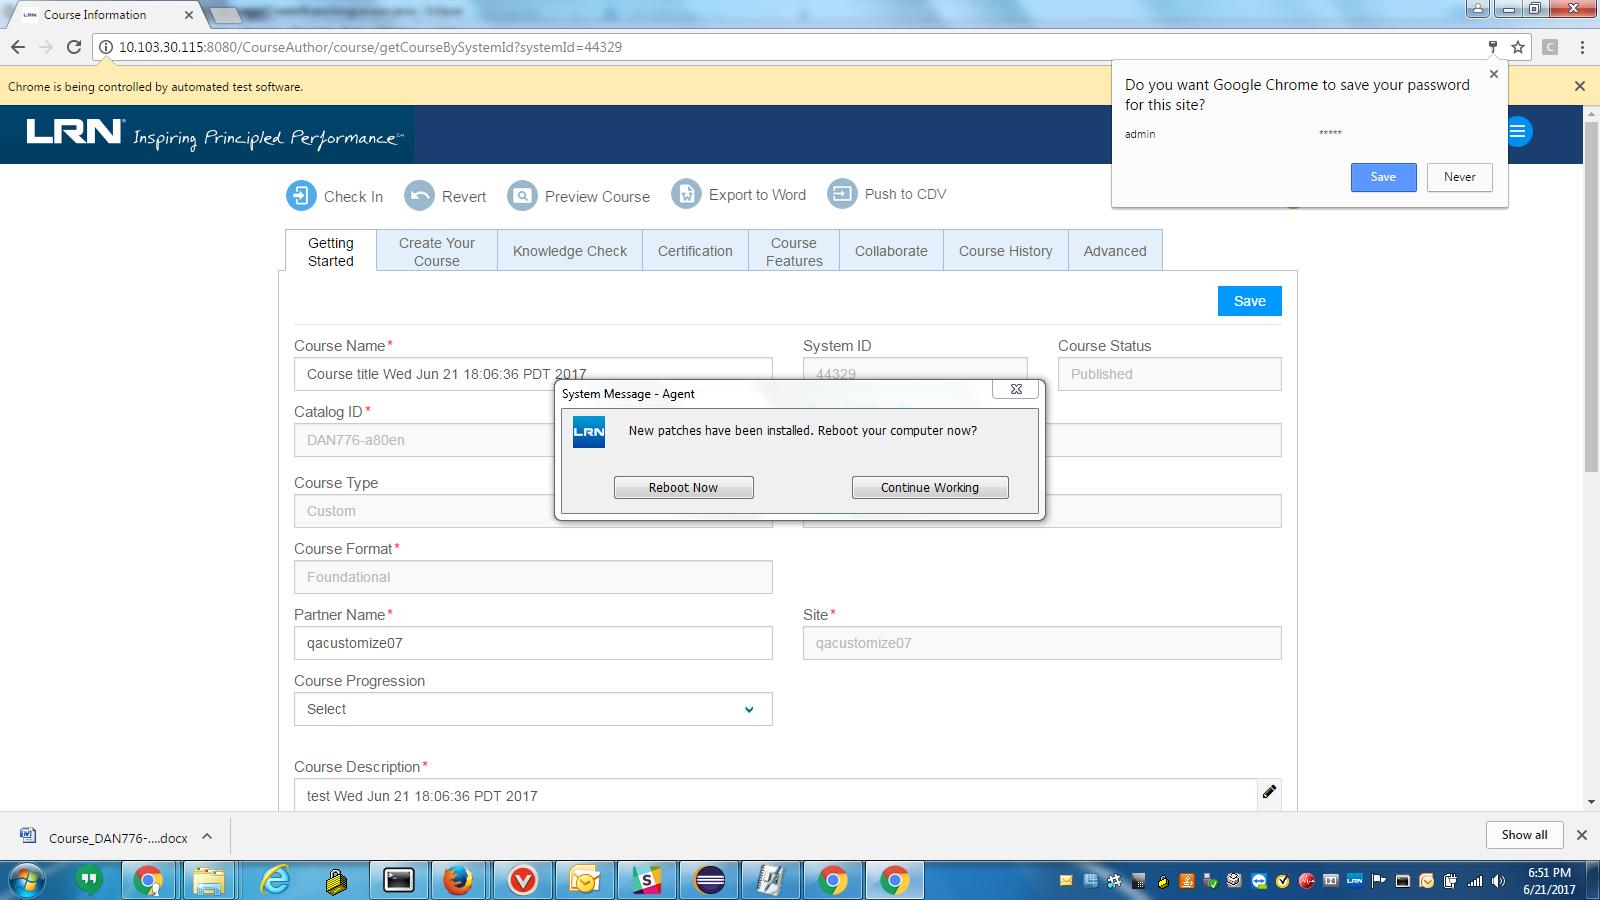 Course Information
10.103.30.115:8080/CourseAuthor/course/getCourseBySystemId?systemId=44329
Chrome is being controlled by automated test software.
Do you want Google Chrome to save your password
for this site?
admin *****
Save Never
LRN Inspiring Principled Performance
Check In Revert Preview Course Export to Word Push to CDV
Getting Started
Create Your Course
Knowledge Check
Certification
Course Features
Collaborate
Course History
Advanced
Save
Course Name* System ID Course Status
Course title Wed Jun 21 18:06:36 PDT 2017 44329 Published
System Message - Agent
Catalog ID*
LRN New patches have been installed. Reboot your computer now?
DAN776-a80en
Course Type
Reboot Now Continue Working
Custom
Course Format*
Foundational
Partner Name* Site*
qacustomize07 qacustomize07
Course Progression
Select
Course Description*
test Wed Jun 21 18:06:36 PDT 2017
Course_DAN776-....docx Show all
6:51 PM
6/21/2017